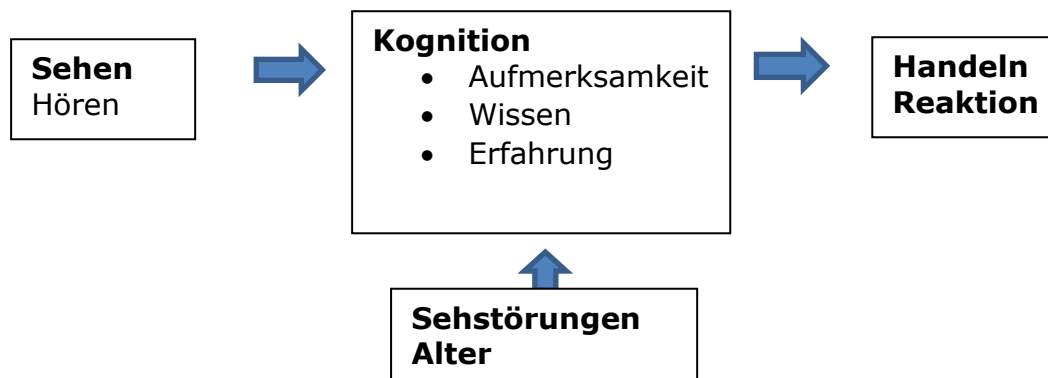 Sehen
Hören
Kognition
• Aufmerksamkeit
• Wissen
• Erfahrung
Handeln
Reaktion
Sehstörungen
Alter